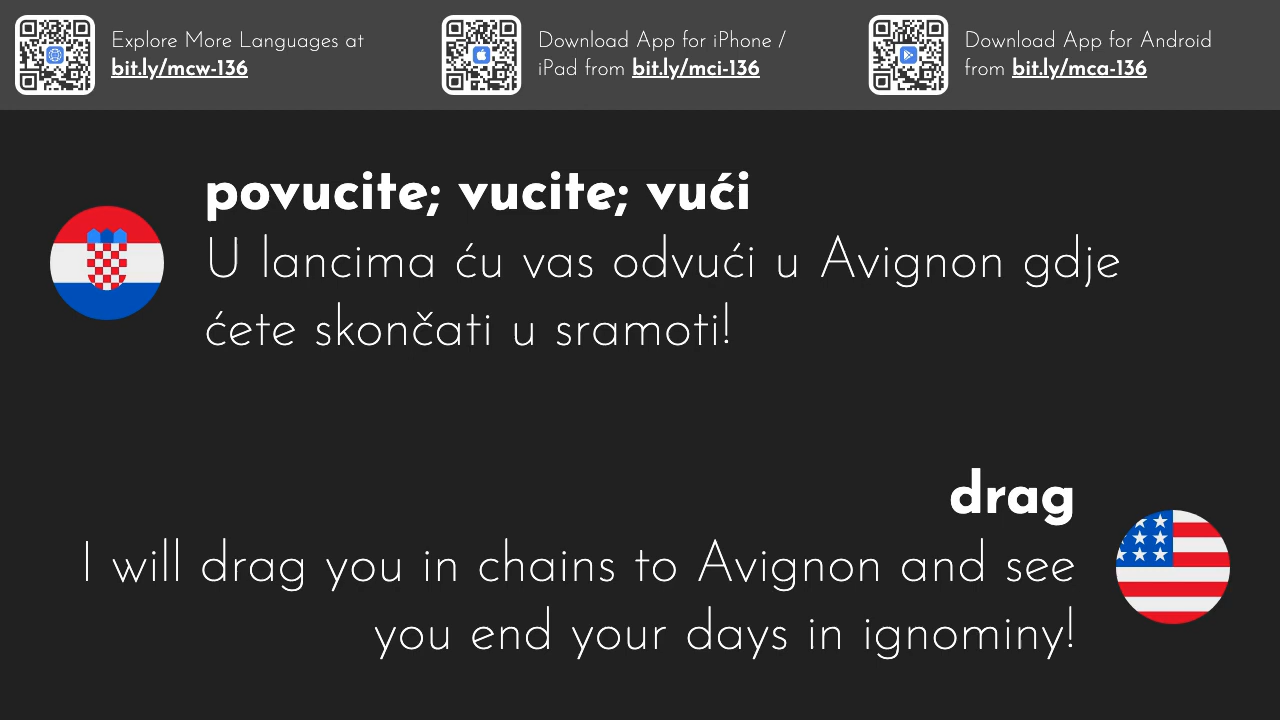 Explore More Languages at
bit.ly/mcw-136
Download App for iPhone /
iPad from bit.ly/mci-136
Download App for Android
from bit.ly/mca-136
povucite; vucite; vući
U lancima ću vas odvući u Avignon gdje
ćete skončati u sramoti!
drag
I will drag you in chains to Avignon and see
you end your days in ignominy!